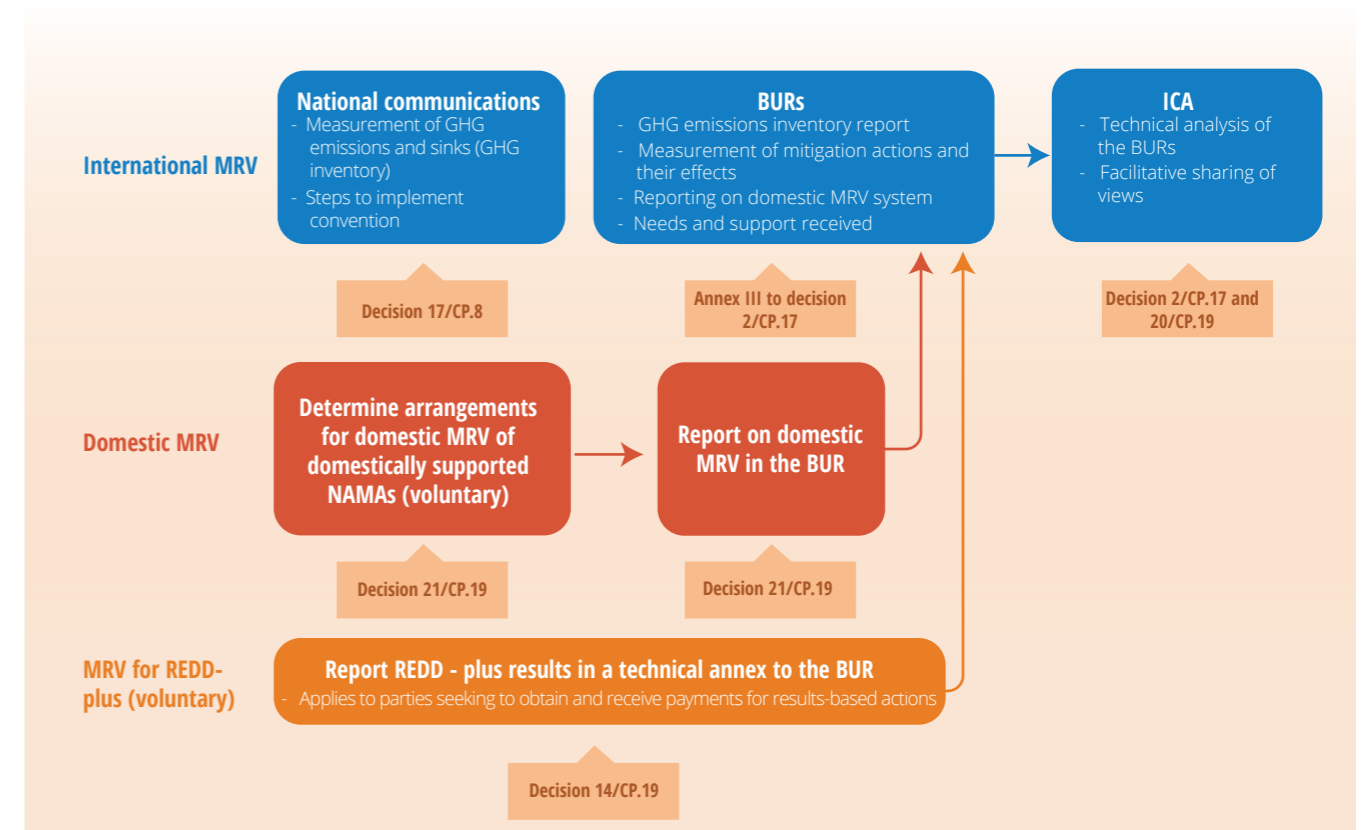 International MRV
National communications
- Measurement of GHG
emissions and sinks (GHG
inventory)
- Steps to implement
convention
BURs
- GHG emissions inventory report
- Measurement of mitigation actions and
their effects
- Reporting on domestic MRV system
- Needs and support received
ICA
- Technical analysis of
the BURs
- Facilitative sharing of
views
Decision 17/CP.8
Annex III to decision
2/CP.17
Decision 2/CP.17 and
20/CP.19
Domestic MRV
Determine arrangements
for domestic MRV of
domestically supported
NAMAs (voluntary)
Report on domestic
MRV in the BUR
Decision 21/CP.19
Decision 21/CP.19
MRV for REDD-
plus (voluntary)
Report REDD - plus results in a technical annex to the BUR
- Applies to parties seeking to obtain and receive payments for results-based actions
Decision 14/CP.19